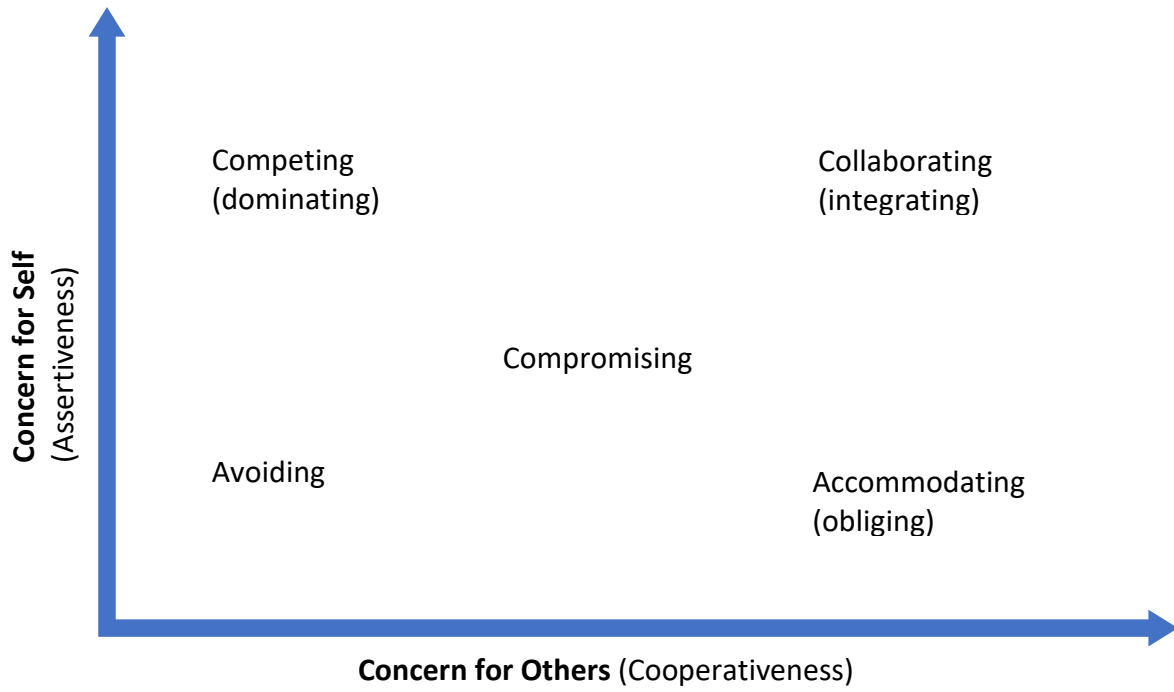 Competing
(dominating)
Collaborating
(integrating)
Concern for Self
(Assertiveness)
Compromising
Avoiding
Accommodating
(obliging)
Concern for Others (Cooperativeness)